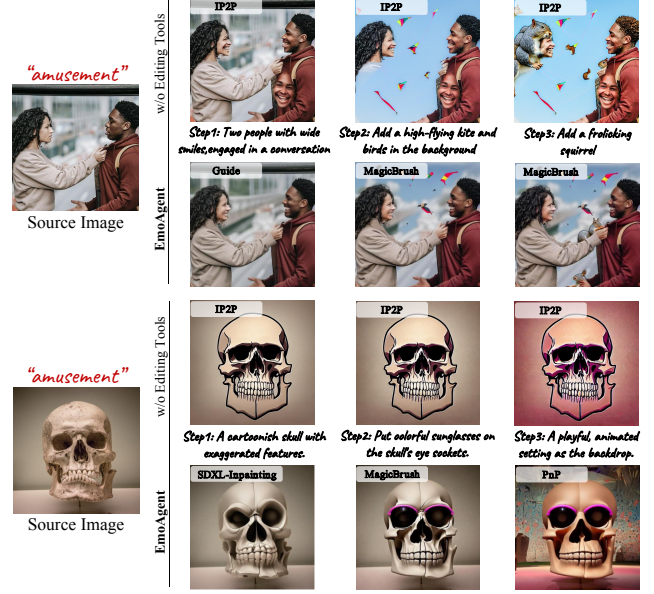 "amusement"
Source Image
w/o Editing Tools
IP2P
IP2P
IP2P
Step1: Two people with wide
smiles,engaged in a conversation
Step2: Add a high-flying kite and
birds in the background
Step3: Add a frolicking
squirrel
EmoAgent
Guide
MagicBrush
MagicBrush
"amusement"
Source Image
w/o Editing Tools
IP2P
IP2P
IP2P
Step1: A cartoonish skull with
exaggerated features.
Step2: Put colorful sunglasses on
the skull's eye sockets.
Step3: A playful, animated
setting as the backdrop.
EmoAgent
SDXL-Inpainting
MagicBrush
PnP